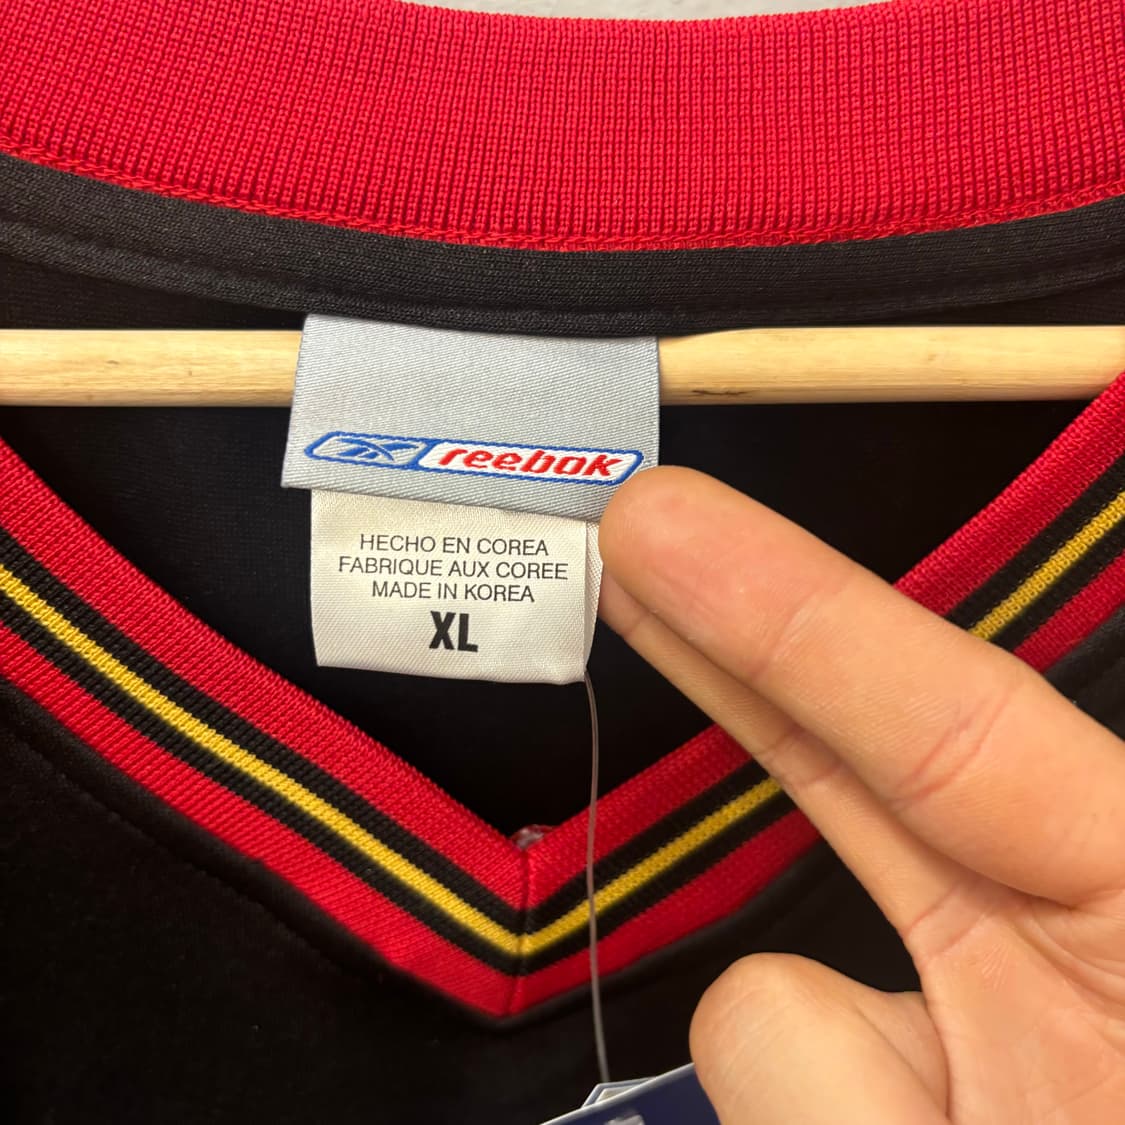 reebok
HECHO EN COREA
FABRIQUE AUX COREE
MADE IN KOREA
XL